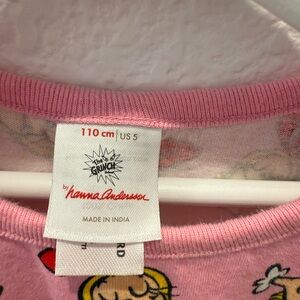 110 cm | US 5
The
GRINCH
by hanna Andersson
MADE IN INDIA
RD
m